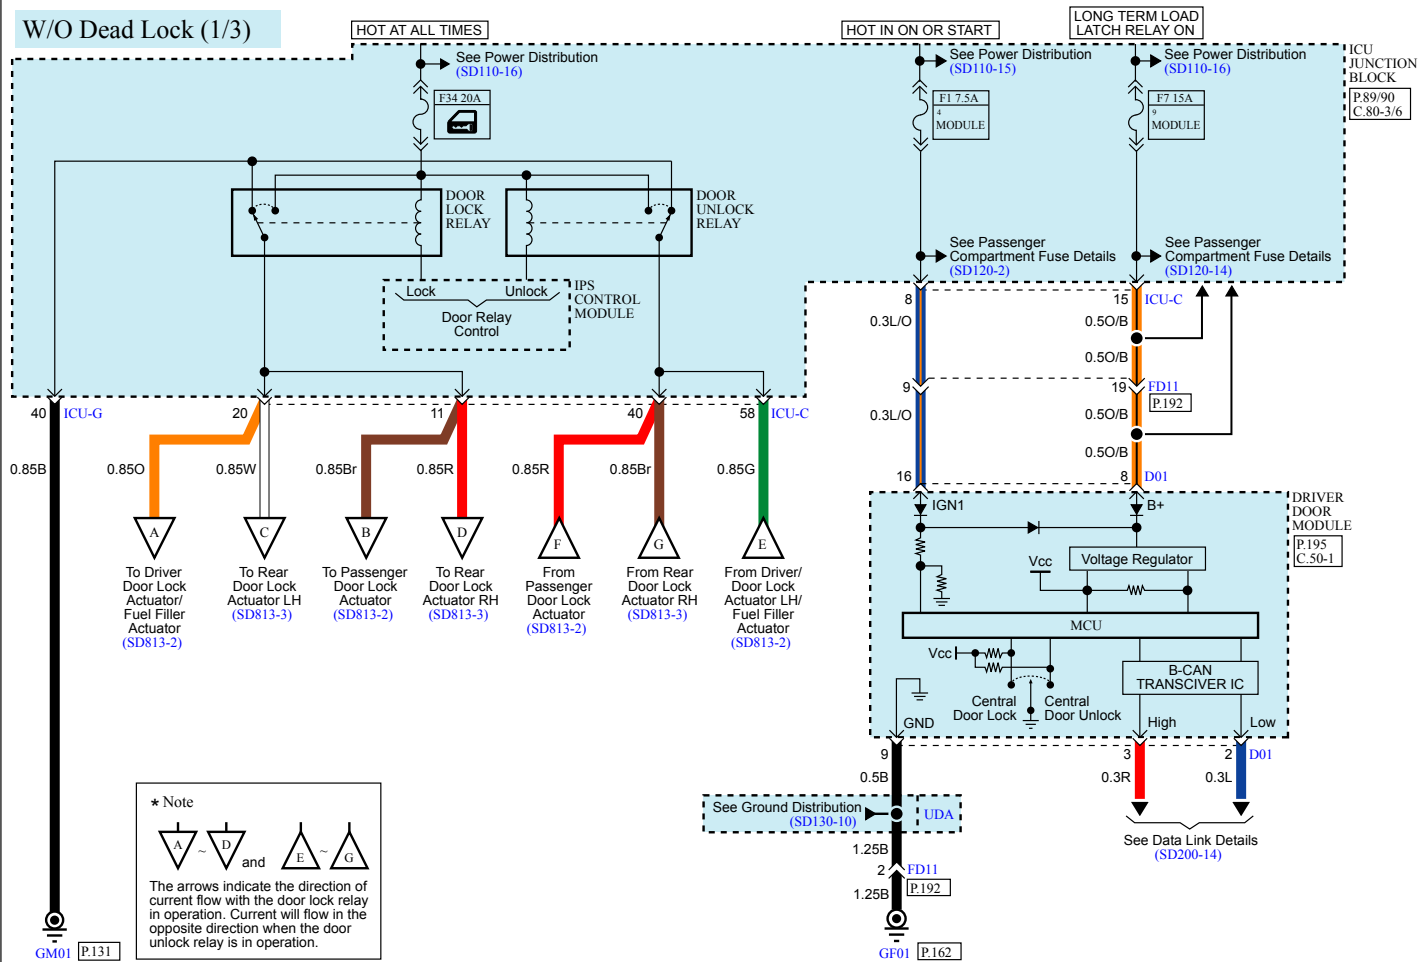 W/O Dead Lock (1/3)
HOT AT ALL TIMES
HOT IN ON OR START
LONG TERM LOAD
LATCH RELAY ON
See Power Distribution
(SD110-16)
See Power Distribution
(SD110-15)
See Power Distribution
(SD110-16)
ICU
JUNCTION
BLOCK
P.89/90
C.80-3/6
F34 20A
F1 7.5A
4
MODULE
F7 15A
9
MODULE
DOOR
LOCK
RELAY
DOOR
UNLOCK
RELAY
See Passenger
Compartment Fuse Details
(SD120-2)
See Passenger
Compartment Fuse Details
(SD120-14)
Lock
Unlock
Door Relay
Control
IPS
CONTROL
MODULE
8
15
ICU-C
0.3L/O
0.5O/B
0.5O/B
9
19
FD11
P.192
0.3L/O
0.5O/B
0.5O/B
16
8
D01
40
ICU-G
20
11
40
58
ICU-C
0.85B
0.85O
0.85W
0.85Br
0.85R
0.85R
0.85Br
0.85G
A
C
B
D
F
G
E
To Driver
Door Lock
Actuator/
Fuel Filler
Actuator
(SD813-2)
To Rear
Door Lock
Actuator LH
(SD813-3)
To Passenger
Door Lock
Actuator
(SD813-2)
To Rear
Door Lock
Actuator RH
(SD813-3)
From
Passenger
Door Lock
Actuator
(SD813-2)
From Rear
Door Lock
Actuator RH
(SD813-3)
From Driver/
Door Lock
Actuator LH/
Fuel Filler
Actuator
(SD813-2)
IGN1
B+
DRIVER
DOOR
MODULE
P.195
C.50-1
Vcc
Voltage Regulator
MCU
Vcc
B-CAN
TRANSCIVER IC
Central
Door Lock
Central
Door Unlock
GND
High
Low
9
3
2
D01
0.5B
0.3R
0.3L
See Ground Distribution
(SD130-10)
UDA
See Data Link Details
(SD200-14)
1.25B
2
FD11
P.192
1.25B
GF01
P.162
* Note
A ~ D and E ~ G
The arrows indicate the direction of
current flow with the door lock relay
in operation. Current will flow in the
opposite direction when the door
unlock relay is in operation.
GM01
P.131